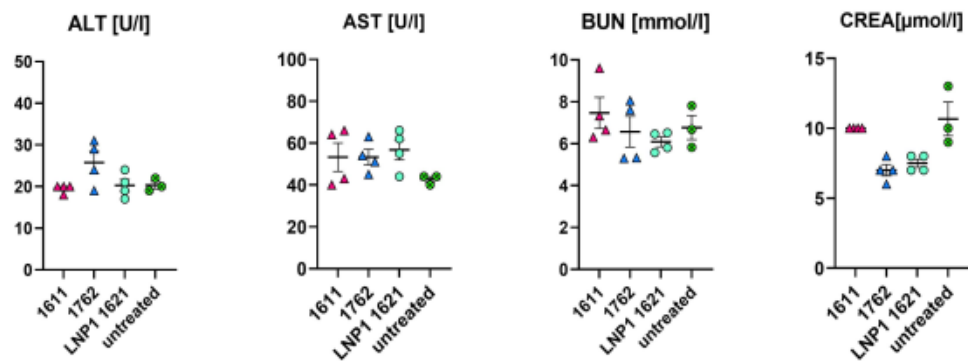 ALT [U/l]
50
40
30
20
10
0
1611
1762
LNP1 1621
untreated
AST [U/l]
100
80
60
40
20
0
1611
1762
LNP1 1621
untreated
BUN [mmol/l]
10
8
6
4
2
0
1611
1762
LNP1 1621
untreated
CREA[µmol/l]
15
10
5
0
1611
1762
LNP1 1621
untreated